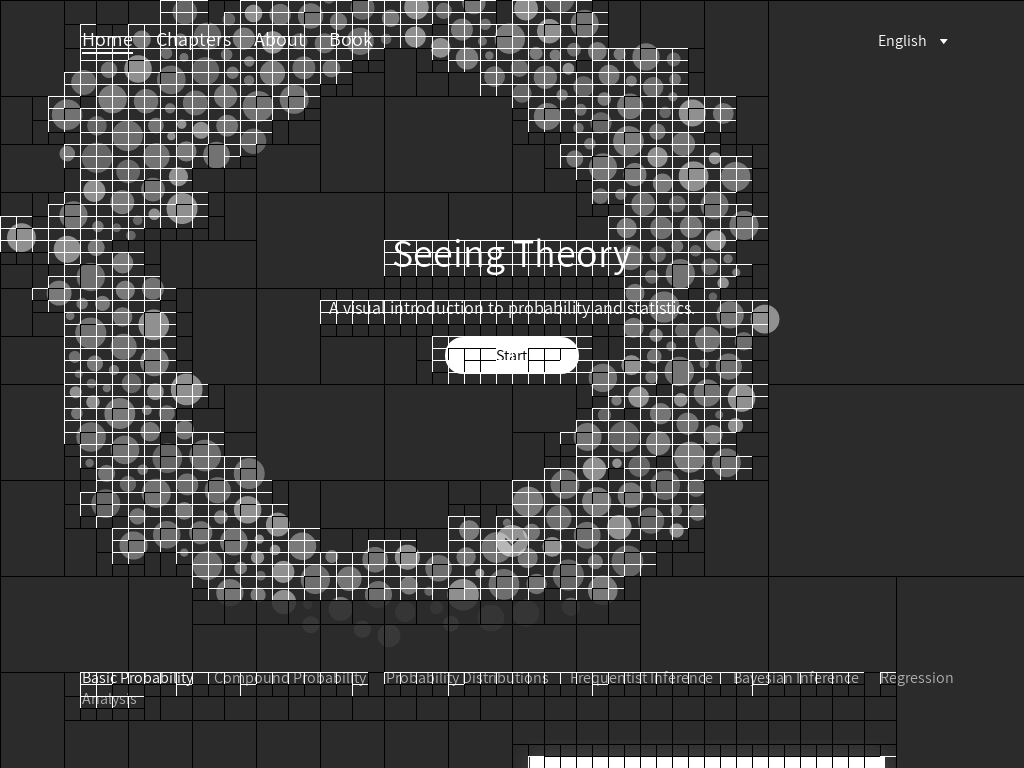 Home Chapters About Book English
Seeing Theory
A visual introduction to probability and statistics.
Start
Basic Probability Compound Probability Probability Distributions Frequentist Inference Bayesian Inference Regression
Analysis